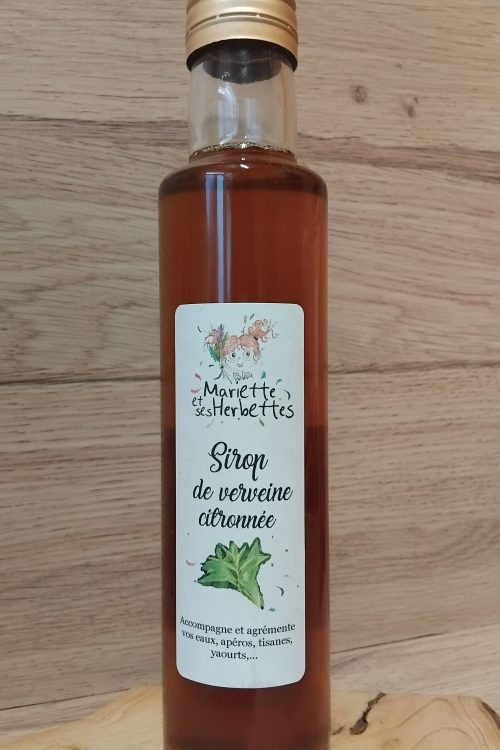 Mariette
et
ses Herbettes
Sirop
de verveine
citronnée
Accompagne et agrémente
vos eaux, apéros, tisanes,
yaourts,...